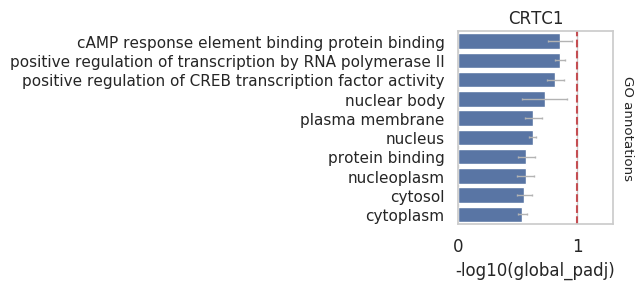 CRTC1
cAMP response element binding protein binding
positive regulation of transcription by RNA polymerase II
positive regulation of CREB transcription factor activity
nuclear body
plasma membrane
nucleus
protein binding
nucleoplasm
cytosol
cytoplasm
GO annotations
0 1
-log10(global_padj)